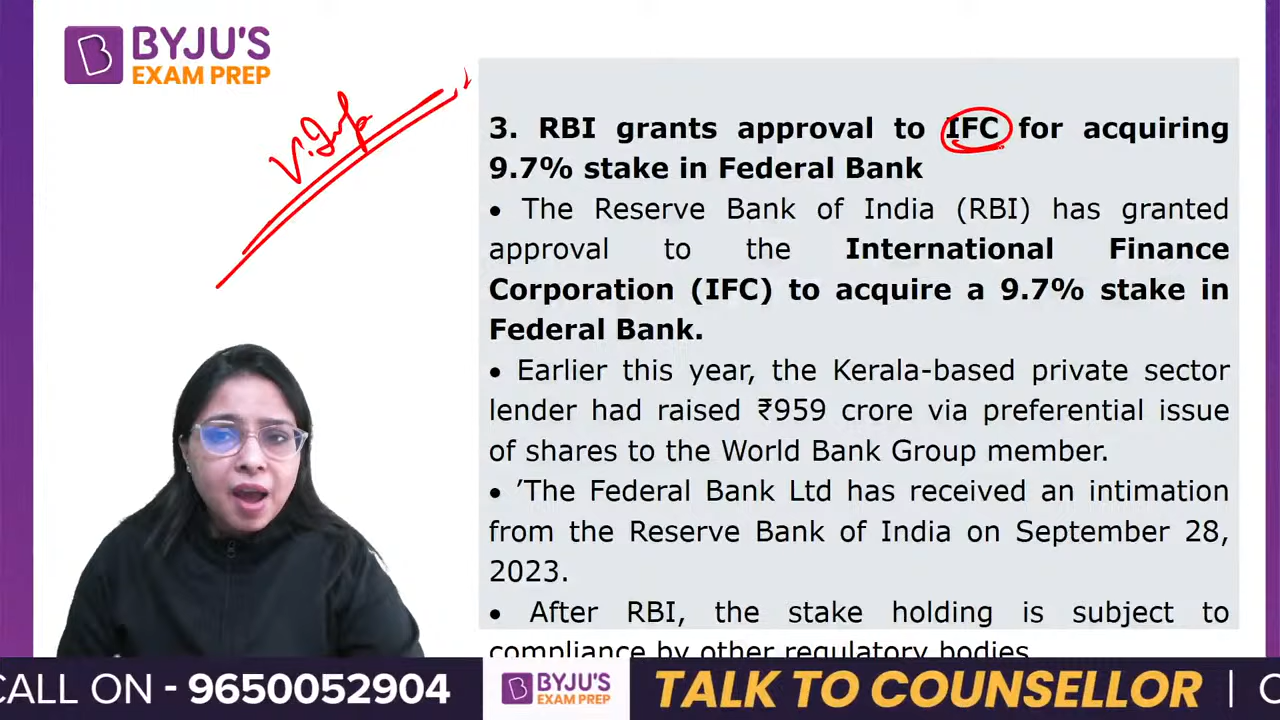 BYJU'S
EXAM PREP
3. RBI grants approval to IFC for acquiring
9.7% stake in Federal Bank
• The Reserve Bank of India (RBI) has granted
approval to the International Finance
Corporation (IFC) to acquire a 9.7% stake in
Federal Bank.
• Earlier this year, the Kerala-based private sector
lender had raised ₹959 crore via preferential issue
of shares to the World Bank Group member.
• ’The Federal Bank Ltd has received an intimation
from the Reserve Bank of India on September 28,
2023.
• After RBI, the stake holding is subject to
compliance by other regulatory bodies
CALL ON - 9650052904
BYJU'S
EXAM PREP
TALK TO COUNSELLOR |